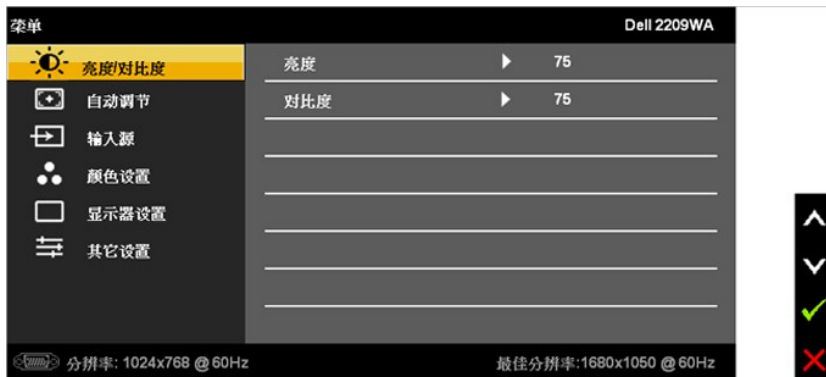 菜单
Dell 2209WA
亮度/对比度
亮度
75
自动调节
对比度
75
输入源
颜色设置
显示器设置
其它设置
分辨率: 1024x768 @ 60Hz
最佳分辨率:1680x1050 @ 60Hz